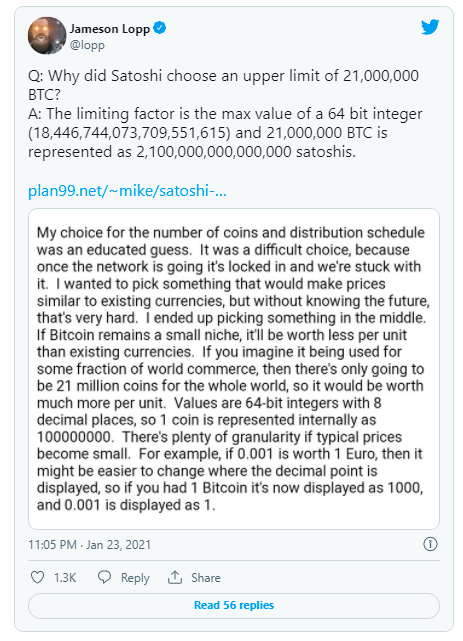 Jameson Lopp
@lopp
Q: Why did Satoshi choose an upper limit of 21,000,000
BTC?
A: The limiting factor is the max value of a 64 bit integer
(18,446,744,073,709,551,615) and 21,000,000 BTC is
represented as 2,100,000,000,000,000 satoshis.
plan99.net/~mike/satoshi-...
My choice for the number of coins and distribution schedule
was an educated guess.  It was a difficult choice, because
once the network is going it's locked in and we're stuck with
it.  I wanted to pick something that would make prices
similar to existing currencies, but without knowing the future,
that's very hard.  I ended up picking something in the middle.
If Bitcoin remains a small niche, it'll be worth less per unit
than existing currencies.  If you imagine it being used for
some fraction of world commerce, then there's only going to
be 21 million coins for the whole world, so it would be worth
much more per unit.  Values are 64-bit integers with 8
decimal places, so 1 coin is represented internally as
100000000.  There's plenty of granularity if typical prices
become small.  For example, if 0.001 is worth 1 Euro, then it
might be easier to change where the decimal point is
displayed, so if you had 1 Bitcoin it's now displayed as 1000,
and 0.001 is displayed as 1.
11:05 PM · Jan 23, 2021
1.3K Reply Share
Read 56 replies